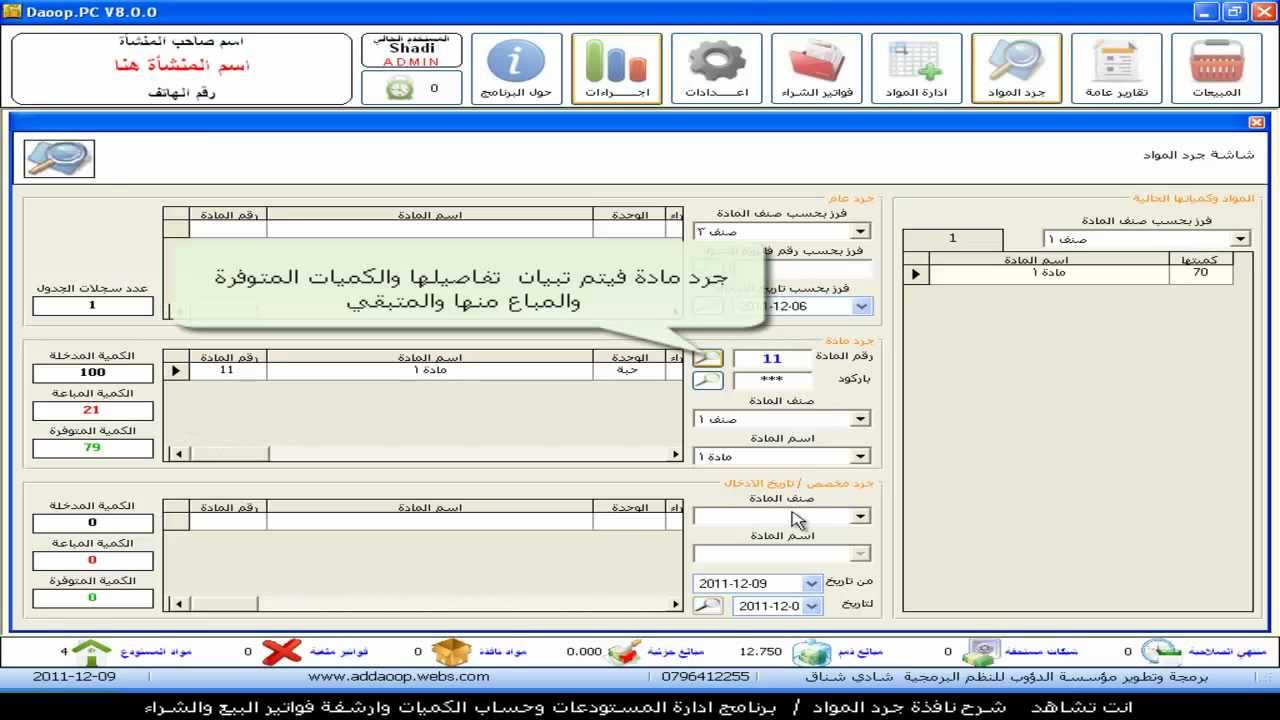 Daoop.PC V8.0.0
اسم صاحب المنشأة
اسم المنشأة هنا
رقم الهاتف
المستخدم الحالي
Shadi
ADMIN
0
حول البرنامج
اجـــراءات
اعــدادات
فواتير الشراء
ادارة المواد
جرد المواد
تقارير عامة
المبيعات
شاشة جرد المواد
المواد وكمياتها الحالية
فرز بحسب صنف المادة
صنف ١
1
كميتها
اسم المادة
70
مادة ١
جرد عام
فرز بحسب صنف المادة
صنف ٢
فرز بحسب رقم
فرز بحسب تاريخ
2011-12-06
رقم المادة
اسم المادة
الوحدة
عدد سجلات الجدول
1
جرد مادة فيتم تبيان تفاصيلها والكميات المتوفرة
والمباع منها والمتبقي
جرد مادة
رقم المادة
11
باركود
***
صنف المادة
صنف ١
اسم المادة
مادة ١
رقم المادة
اسم المادة
الوحدة
11
مادة ١
حبة
الكمية المدخلة
100
الكمية المباعة
21
الكمية المتوفرة
79
جرد مخصص / تاريخ الادخال
صنف المادة
اسم المادة
من تاريخ
2011-12-09
لتاريخ
2011-12-0
رقم المادة
اسم المادة
الوحدة
الكمية المدخلة
0
الكمية المباعة
0
الكمية المتوفرة
0
منتهي الصلاحية
0
شيكات مستحقة
0
مبالغ ذمم
12.750
مبالغ جزئية
0.000
مواد نافذة
0
فواتير ملغية
0
مواد المستودع
4
برمجة وتطوير مؤسسة الدؤوب للنظم البرمجية شادي شناق
0796412255
www.addaoop.webs.com
2011-12-09
انت تشاهد شرح نافذة جرد المواد / برنامج ادارة المستودعات وحساب الكميات وارشفة فواتير البيع والشراء